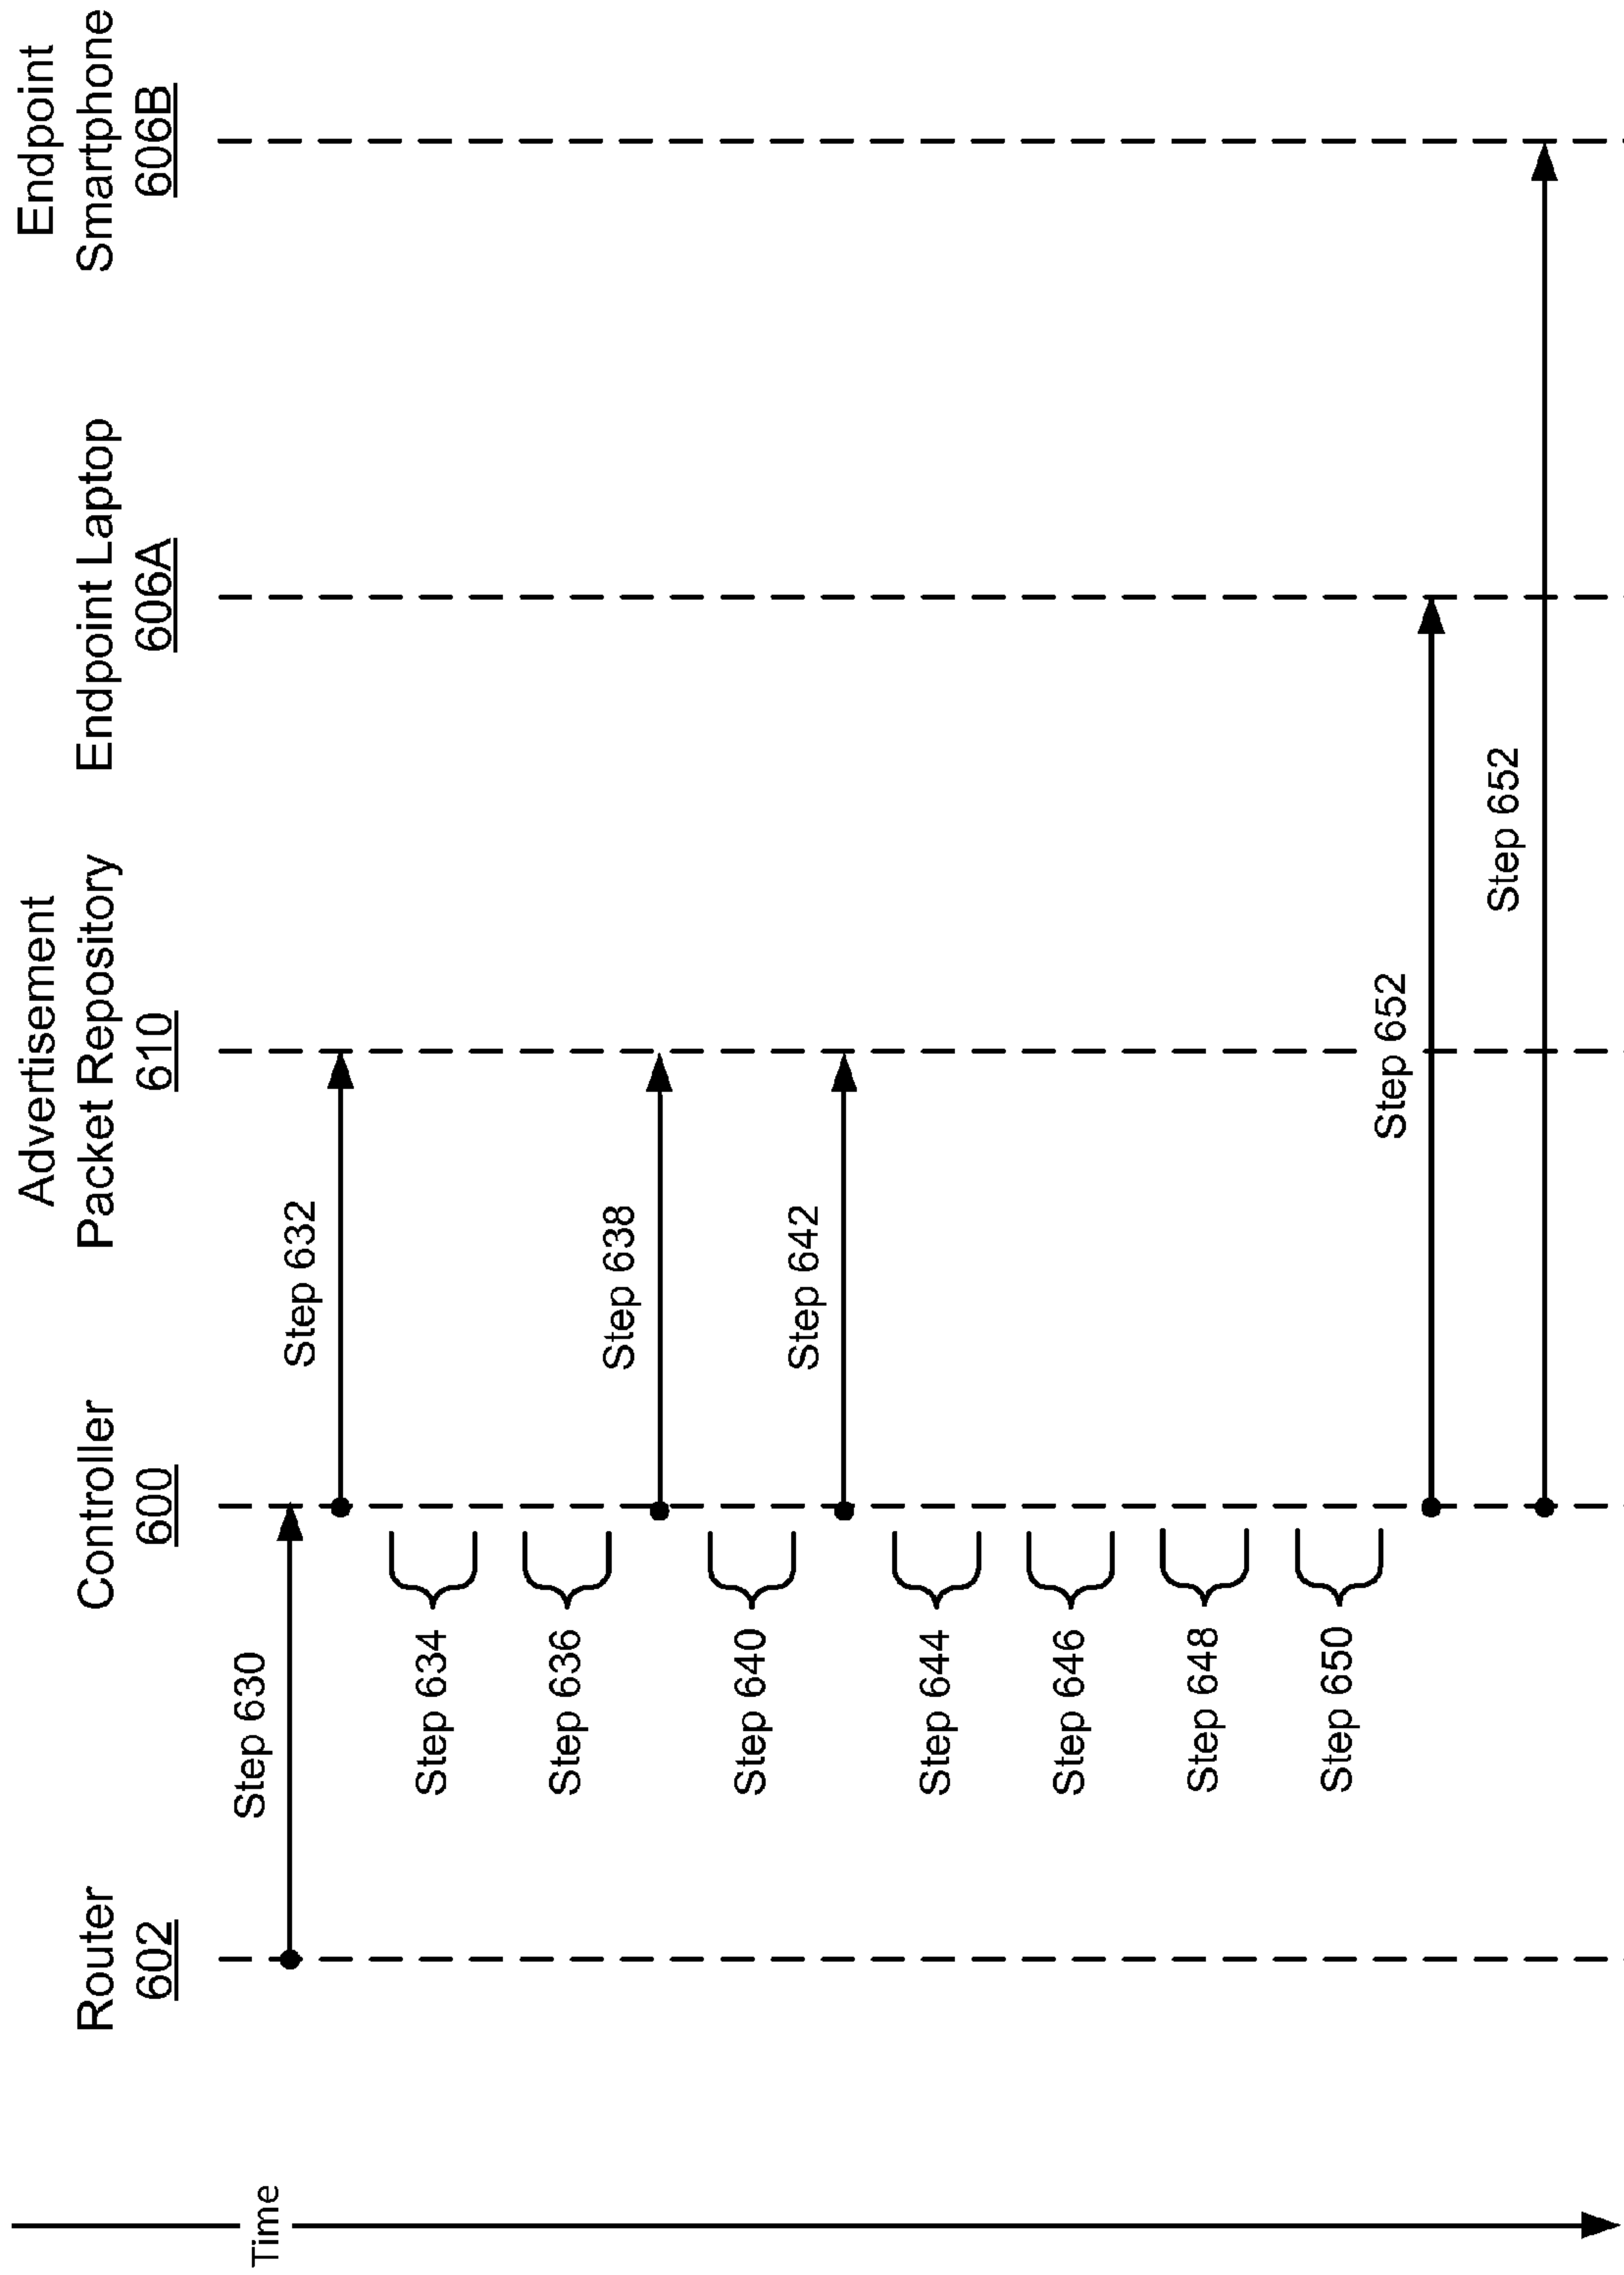 Router
602
Controller
600
Advertisement
Packet Repository
610
Endpoint Laptop
606A
Endpoint
Smartphone
606B
Time
Step 630
Step 632
Step 634
Step 636
Step 638
Step 640
Step 642
Step 644
Step 646
Step 648
Step 650
Step 652
Step 652